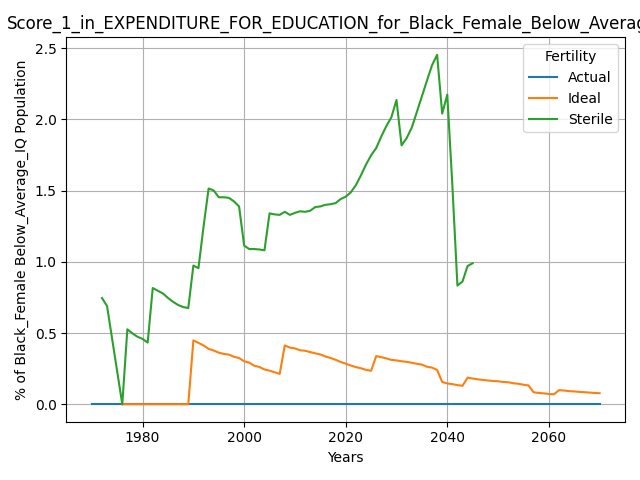 Score_1_in_EXPENDITURE_FOR_EDUCATION_for_Black_Female_Below_Averag
Fertility
Actual
Ideal
Sterile
% of Black_Female Below_Average_IQ Population
2.5
2.0
1.5
1.0
0.5
0.0
1980
2000
2020
2040
2060
Years